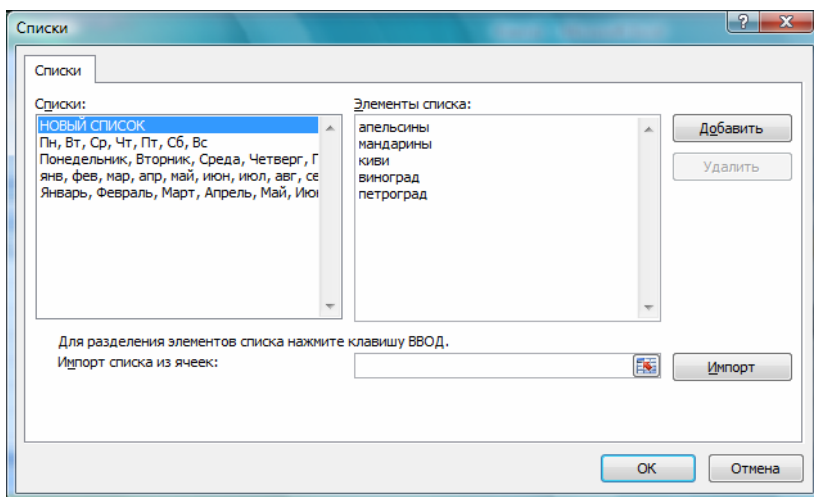 Списки
Списки
Списки:
НОВЫЙ СПИСОК
Пн, Вт, Ср, Чт, Пт, Сб, Вс
Понедельник, Вторник, Среда, Четверг, П
янв, фев, мар, апр, май, июн, июл, авг, се
Январь, Февраль, Март, Апрель, Май, Июн
Элементы списка:
апельсины
мандарины
киви
виноград
петроград
Добавить
Удалить
Для разделения элементов списка нажмите клавишу ВВОД.
Импорт списка из ячеек:
Импорт
ОК
Отмена